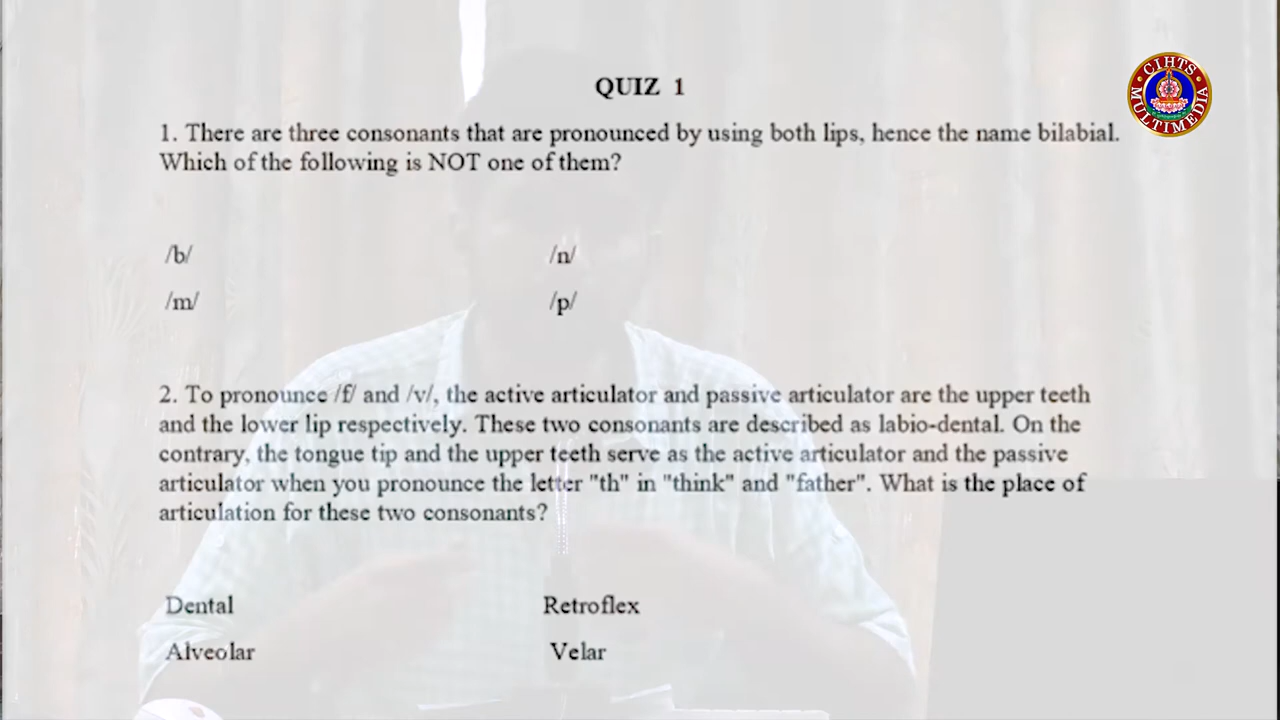 QUIZ 1
1. There are three consonants that are pronounced by using both lips, hence the name bilabial.
Which of the following is NOT one of them?
/b/ /n/
/m/ /p/
2. To pronounce /f/ and /v/, the active articulator and passive articulator are the upper teeth
and the lower lip respectively. These two consonants are described as labio-dental. On the
contrary, the tongue tip and the upper teeth serve as the active articulator and the passive
articulator when you pronounce the letter "th" in "think" and "father". What is the place of
articulation for these two consonants?
Dental Retroflex
Alveolar Velar
CIHTS
MULTIMEDIA